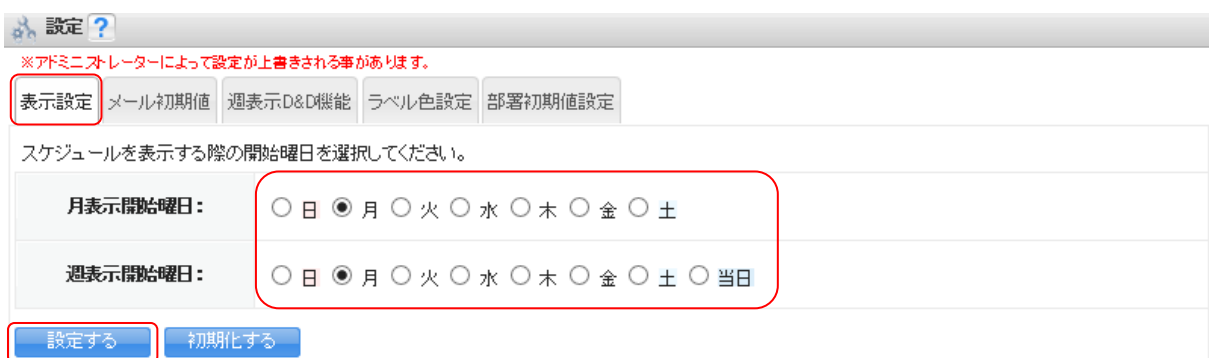 設定 ?
※アドミニストレーターによって設定が上書きされる事があります。
表示設定 メール初期値 週表示D&D機能 ラベル色設定 部署初期値設定
スケジュールを表示する際の開始曜日を選択してください。
月表示開始曜日： 日 月 火 水 木 金 土
週表示開始曜日： 日 月 火 水 木 金 土 当日
設定する 初期化する